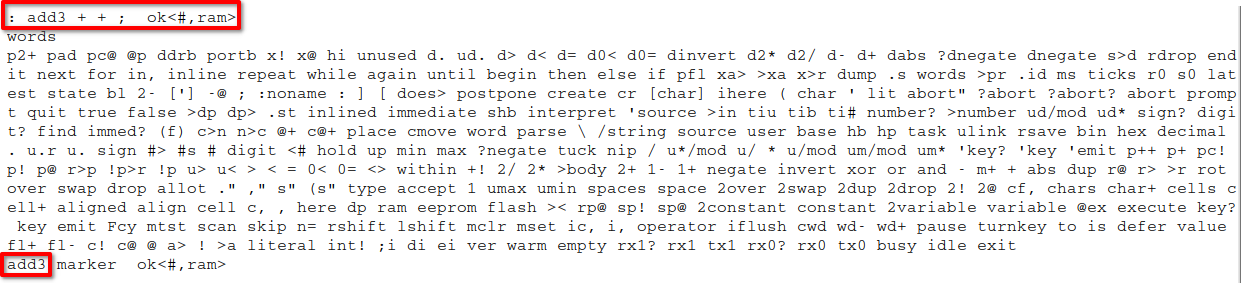 : add3 + + ;  ok<#,ram>
words
p2+ pad pc@ @p ddrb portb x! x@ hi unused d. ud. d> d< d= d0< d0= dinvert d2* d2/ d- d+ dabs ?dnegate dnegate s>d rdrop end
it next for in, inline repeat while again until begin then else if pfl xa> >xa x>r dump .s words >pr .id ms ticks r0 s0 lat
est state bl 2- ['] -@ ; :noname : ] [ does> postpone create cr [char] ihere ( char ' lit abort" ?abort ?abort? abort promp
t quit true false >dp dp> .st inlined immediate shb interpret 'source >in tiu tib ti# number? >number ud/mod ud* sign? digi
t? find immed? (f) c>n n>c @+ c@+ place cmove word parse \ /string source user base hb hp task ulink rsave bin hex decimal
. u.r u. sign #> #s # digit <# hold up min max ?negate tuck nip / u*/mod u/ * u/mod um/mod um* 'key? 'key 'emit p++ p+ pc!
p! p@ r>p !p>r !p u> u< > < = 0< 0= <> within +! 2/ 2* >body 2+ 1- 1+ negate invert xor or and - m+ + abs dup r@ r> >r rot
over swap drop allot ." ," s" (s" type accept 1 umax umin spaces space 2over 2swap 2dup 2drop 2! 2@ cf, chars char+ cells c
ell+ aligned align cell c, , here dp ram eeprom flash >< rp@ sp! sp@ 2constant constant 2variable variable @ex execute key?
 key emit Fcy mtst scan skip n= rshift lshift mclr mset ic, i, operator iflush cwd wd- wd+ pause turnkey to is defer value
fl+ fl- c! c@ @ a> ! >a literal int! ;i di ei ver warm empty rx1? rx1 tx1 rx0? rx0 tx0 busy idle exit
add3 marker  ok<#,ram>